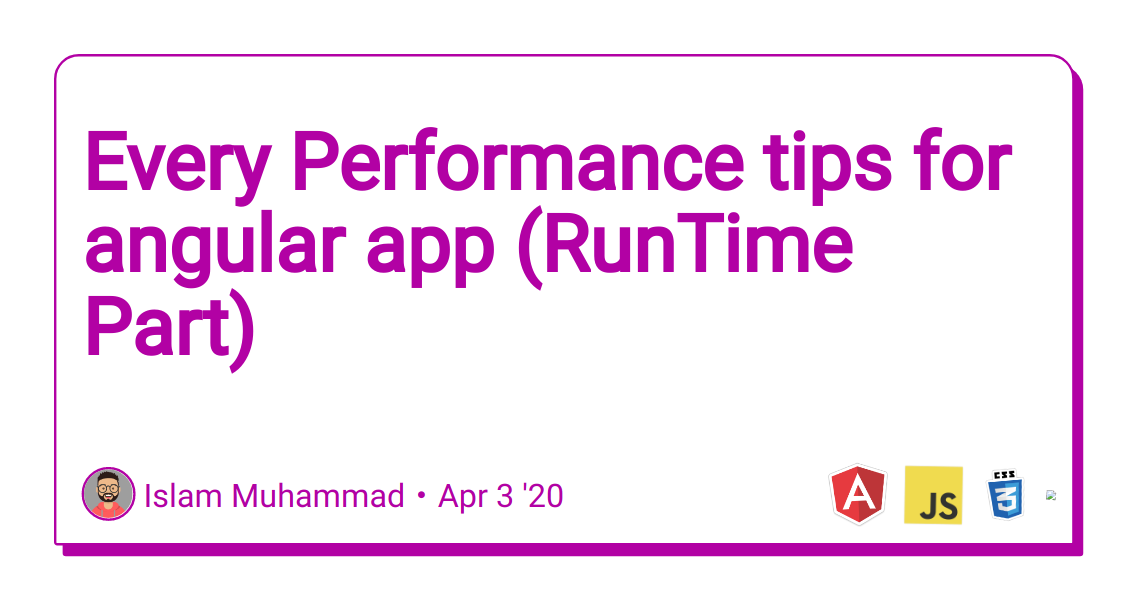 Every Performance tips for
angular app (RunTime
Part)
Islam Muhammad • Apr 3 '20
A
JS
CSS
3